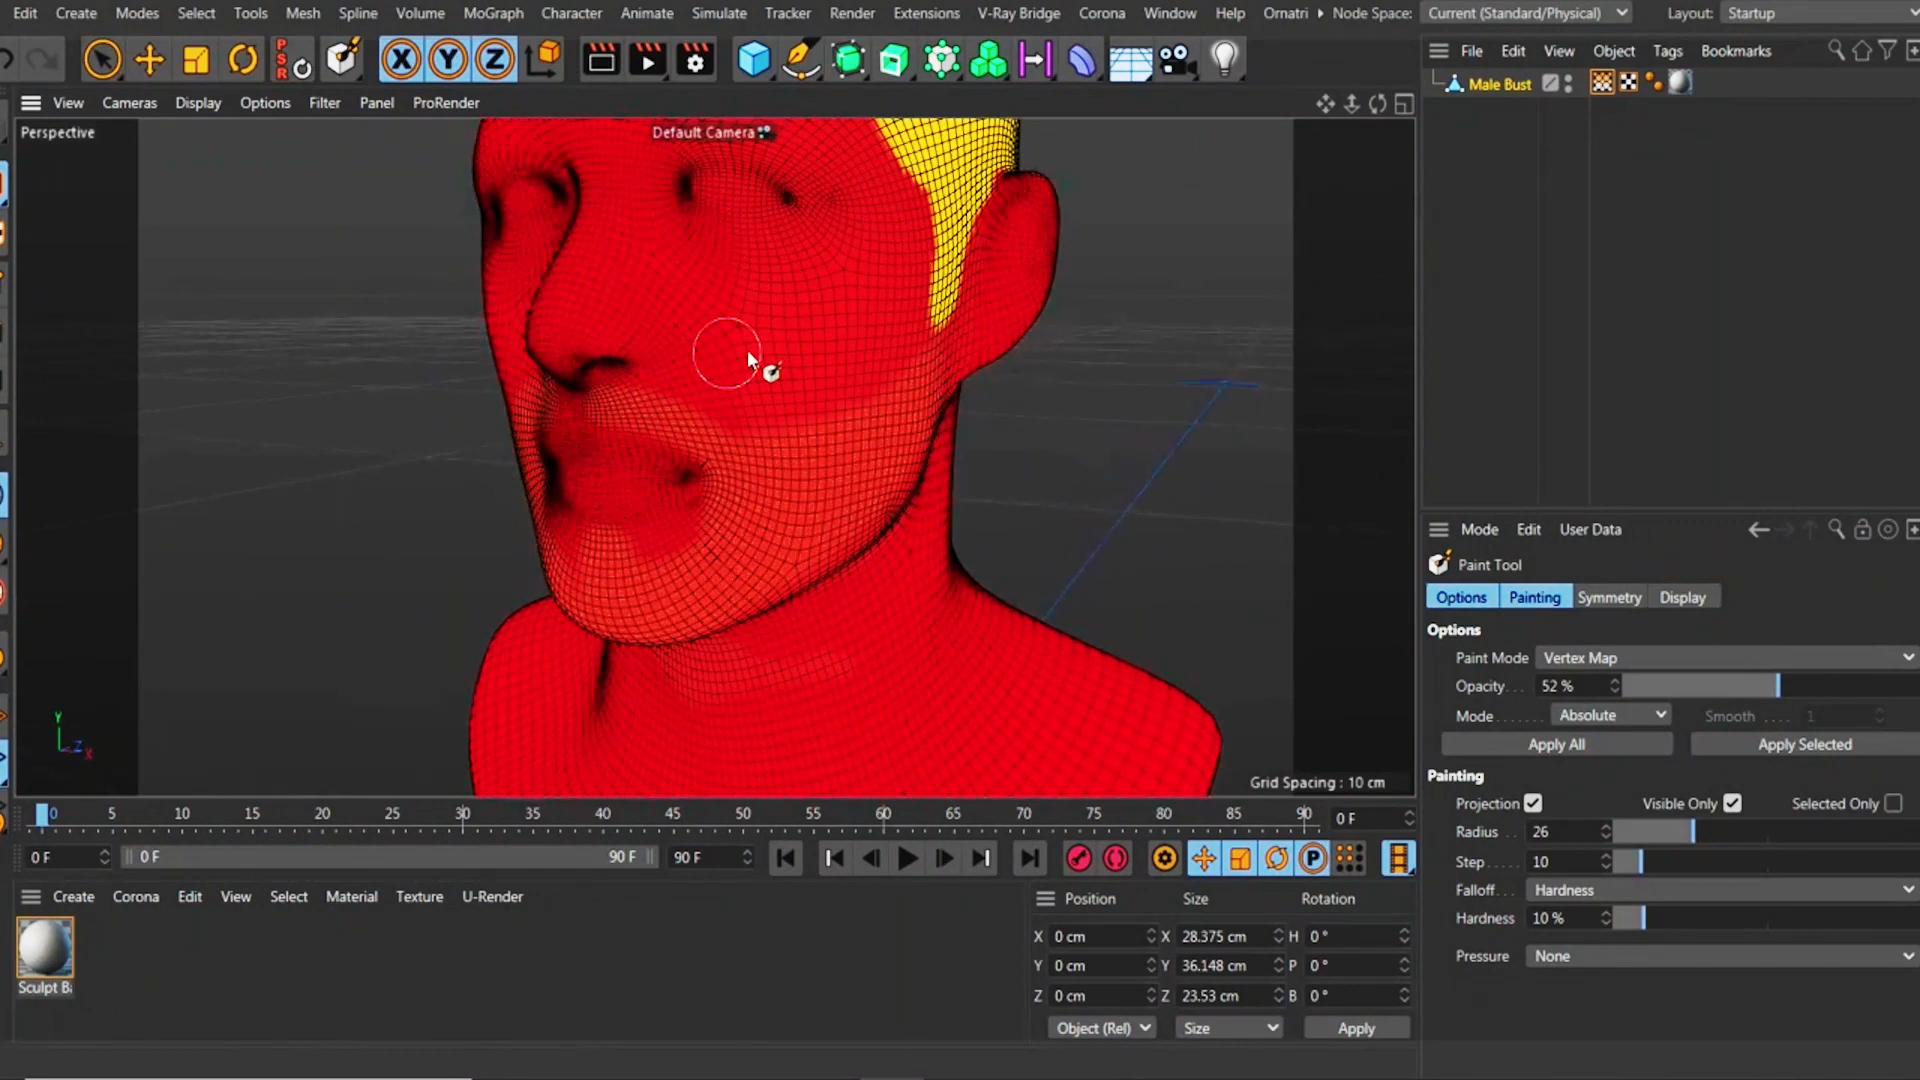 Edit Create Modes Select Tools Mesh Spline Volume MoGraph Character Animate Simulate Tracker Render Extensions V-Ray Bridge Corona Window Help Ornatri Node Space: Current (Standard/Physical) Layout: Startup
PSR X Y Z
File Edit View Object Tags Bookmarks
Male Bust
View Cameras Display Options Filter Panel ProRender
Perspective
Default Camera
Y
Z
X
Grid Spacing : 10 cm
Mode Edit User Data
Paint Tool
Options Painting Symmetry Display
Options
Paint Mode Vertex Map
Opacity. . . 52 %
Mode . . . . . . . Absolute Smooth . . . . 1
Apply All Apply Selected
Painting
Projection Visible Only Selected Only
Radius . . 26
Step. . . . . 10
Falloff. . . Hardness
Hardness 10 %
Pressure None
0 5 10 15 20 25 30 35 40 45 50 55 60 65 70 75 80 85 90 0 F
0 F 0 F 90 F 90 F
P
Create Corona Edit View Select Material Texture U-Render
Sculpt B
Position Size Rotation
X 0 cm X 28.375 cm H 0 °
Y 0 cm Y 36.148 cm P 0 °
Z 0 cm Z 23.53 cm B 0 °
Object (Rel) Size Apply